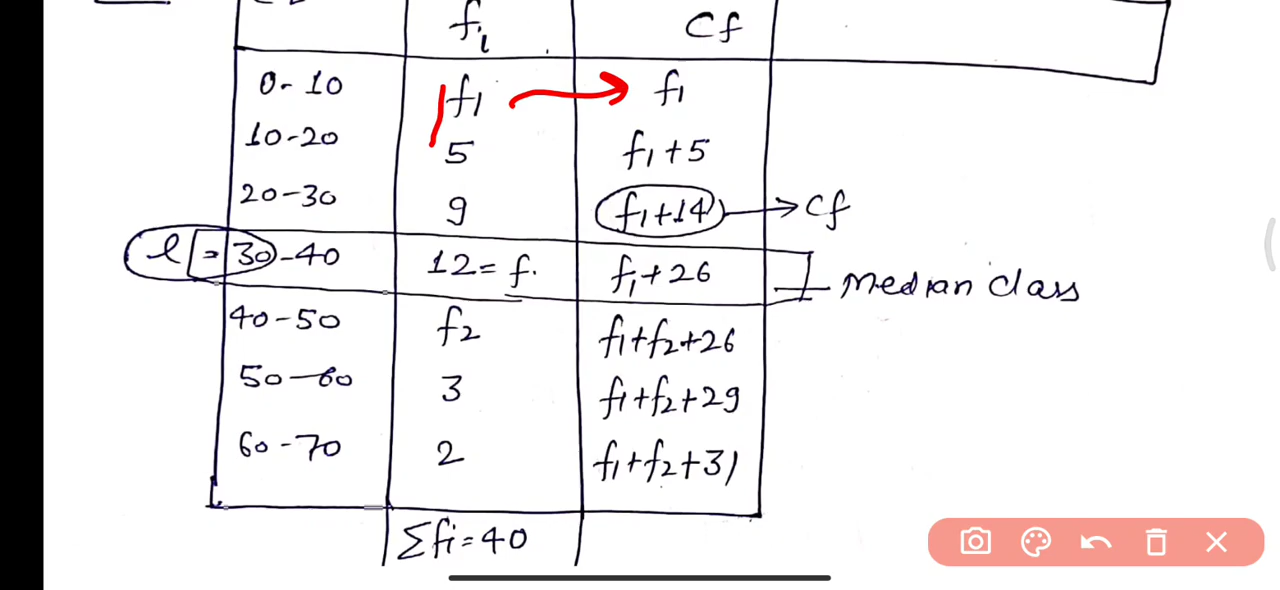 fi Cf
0-10 f1 f1
10-20 5 f1+5
20-30 9 f1+14 Cf
l = 30-40 12=f. f1+26 Median class
40-50 f2 f1+f2+26
50-60 3 f1+f2+29
60-70 2 f1+f2+31
Σfi=40